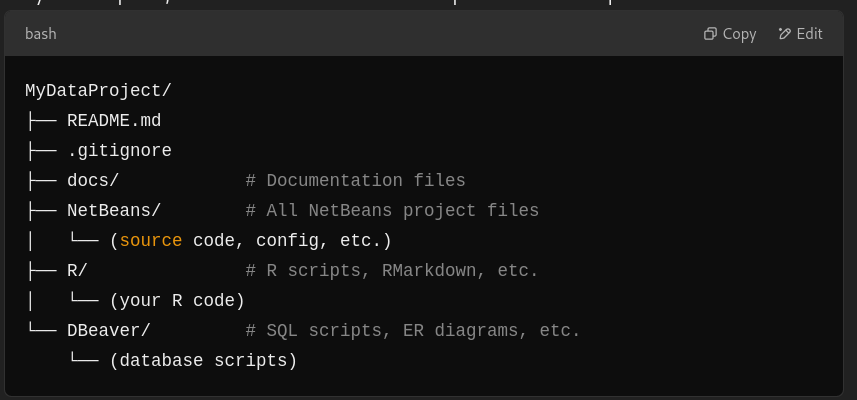 bash Copy Edit
MyDataProject/
├── README.md
├── .gitignore
├── docs/            # Documentation files
├── NetBeans/        # All NetBeans project files
│   └── (source code, config, etc.)
├── R/               # R scripts, RMarkdown, etc.
│   └── (your R code)
└── DBeaver/         # SQL scripts, ER diagrams, etc.
    └── (database scripts)